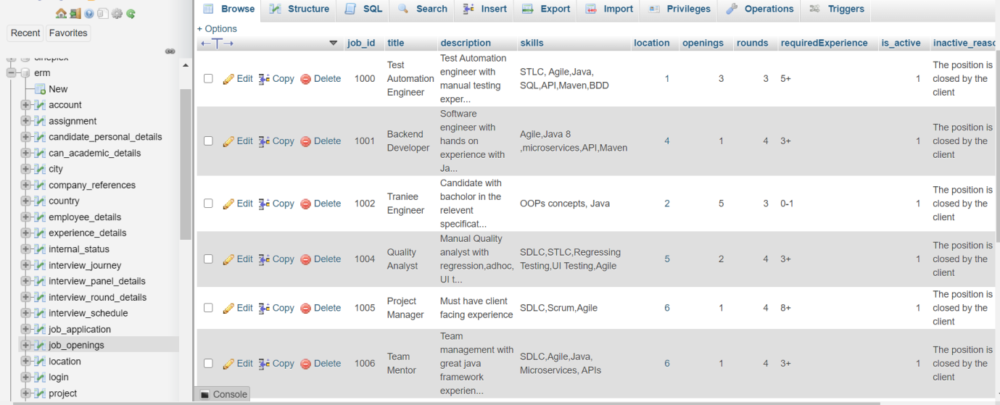 Browse Structure SQL Search Insert Export Import Privileges Operations Triggers
Recent Favorites
erm
New
account
assignment
candidate_personal_details
can_academic_details
city
company_references
country
employee_details
experience_details
internal_status
interview_journey
interview_panel_details
interview_round_details
interview_schedule
job_application
job_openings
location
login
project
+ Options
←T→ job_id title description skills location openings rounds requiredExperience is_active inactive_reasc
Edit Copy Delete 1000
Test
Automation
Engineer
Test Automation
engineer with
manual testing
exper...
STLC, Agile,Java,
SQL,API,Maven,BDD
1 3 3 5+ 1
The position is
closed by the
client
Edit Copy Delete 1001
Backend
Developer
Software
engineer with
hands on
experience with
Ja...
Agile,Java 8
,microservices,API,Maven
4 1 4 3+ 1
The position is
closed by the
client
Edit Copy Delete 1002
Traniee
Engineer
Candidate with
bacholor in the
relevent
specificat...
OOPs concepts, Java
2 5 3 0-1 1
The position is
closed by the
client
Edit Copy Delete 1004
Quality
Analyst
Manual Quality
analyst with
regression,adhoc,
UI t...
SDLC,STLC,Regressing
Testing,UI Testing,Agile
5 2 4 3+ 1
The position is
closed by the
client
Edit Copy Delete 1005
Project
Manager
Must have client
facing experience
SDLC,Scrum,Agile
6 1 4 8+ 1
The position is
closed by the
client
Edit Copy Delete 1006
Team
Mentor
Team
management with
great java
framework
experien...
SDLC,Agile,Java,
Microservices, APIs
6 1 4 3+ 1
The position is
closed by the
client
Console